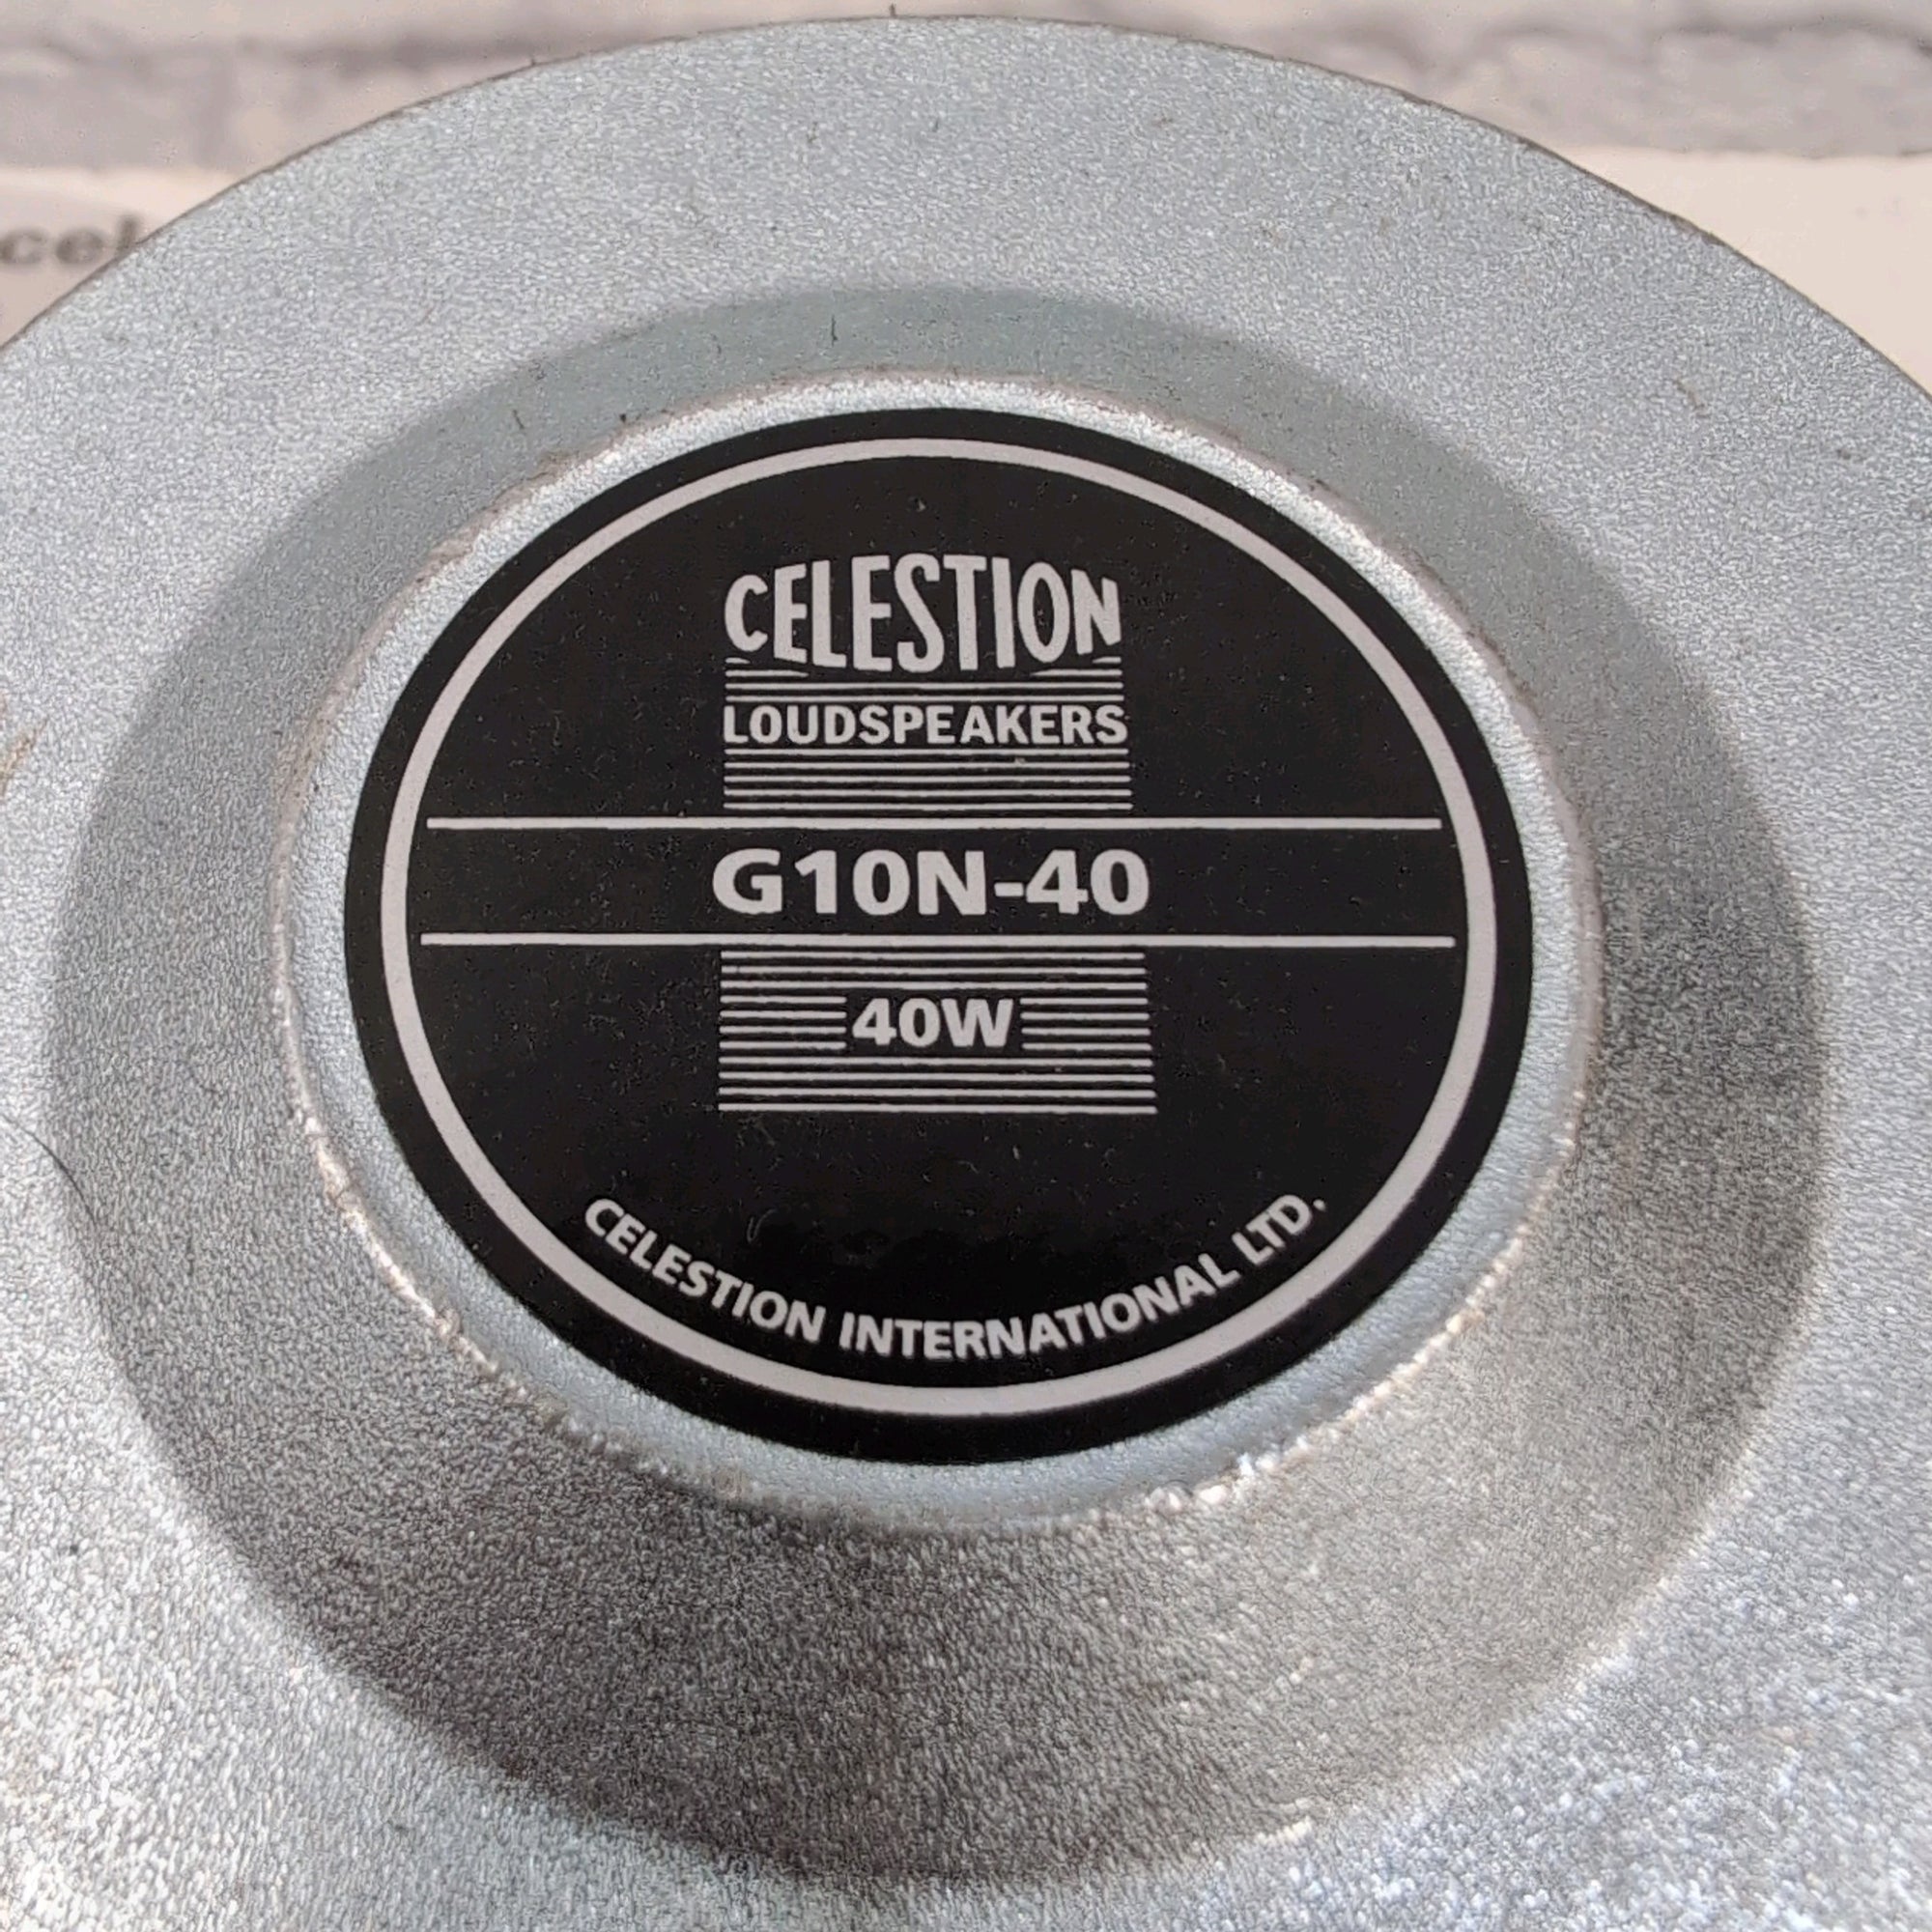 CELESTION
LOUDSPEAKERS
G10N-40
40W
CELESTION INTERNATIONAL LTD.